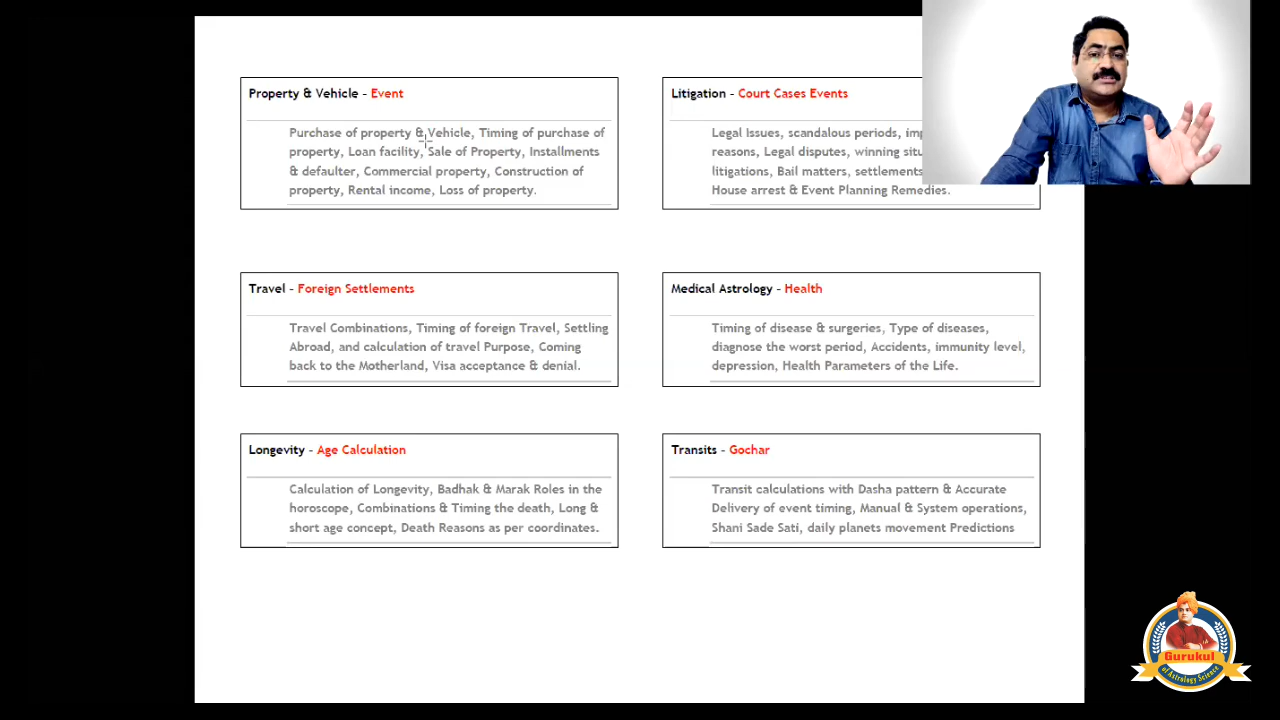 Property & Vehicle - Event
Purchase of property & Vehicle, Timing of purchase of
property, Loan facility, Sale of Property, Installments
& defaulter, Commercial property, Construction of
property, Rental income, Loss of property.
Litigation - Court Cases Events
Legal Issues, scandalous periods,
reasons, Legal disputes, winning
litigations, Bail matters, settlements
House arrest & Event Planning Remedies.
Travel - Foreign Settlements
Travel Combinations, Timing of foreign Travel, Settling
Abroad, and calculation of travel Purpose, Coming
back to the Motherland, Visa acceptance & denial.
Medical Astrology - Health
Timing of disease & surgeries, Type of diseases,
diagnose the worst period, Accidents, immunity level,
depression, Health Parameters of the Life.
Longevity - Age Calculation
Calculation of Longevity, Badhak & Marak Roles in the
horoscope, Combinations & Timing the death, Long &
short age concept, Death Reasons as per coordinates.
Transits - Gochar
Transit calculations with Dasha pattern & Accurate
Delivery of event timing, Manual & System operations,
Shani Sade Sati, daily planets movement Predictions
Gurukul
of Astrology Science